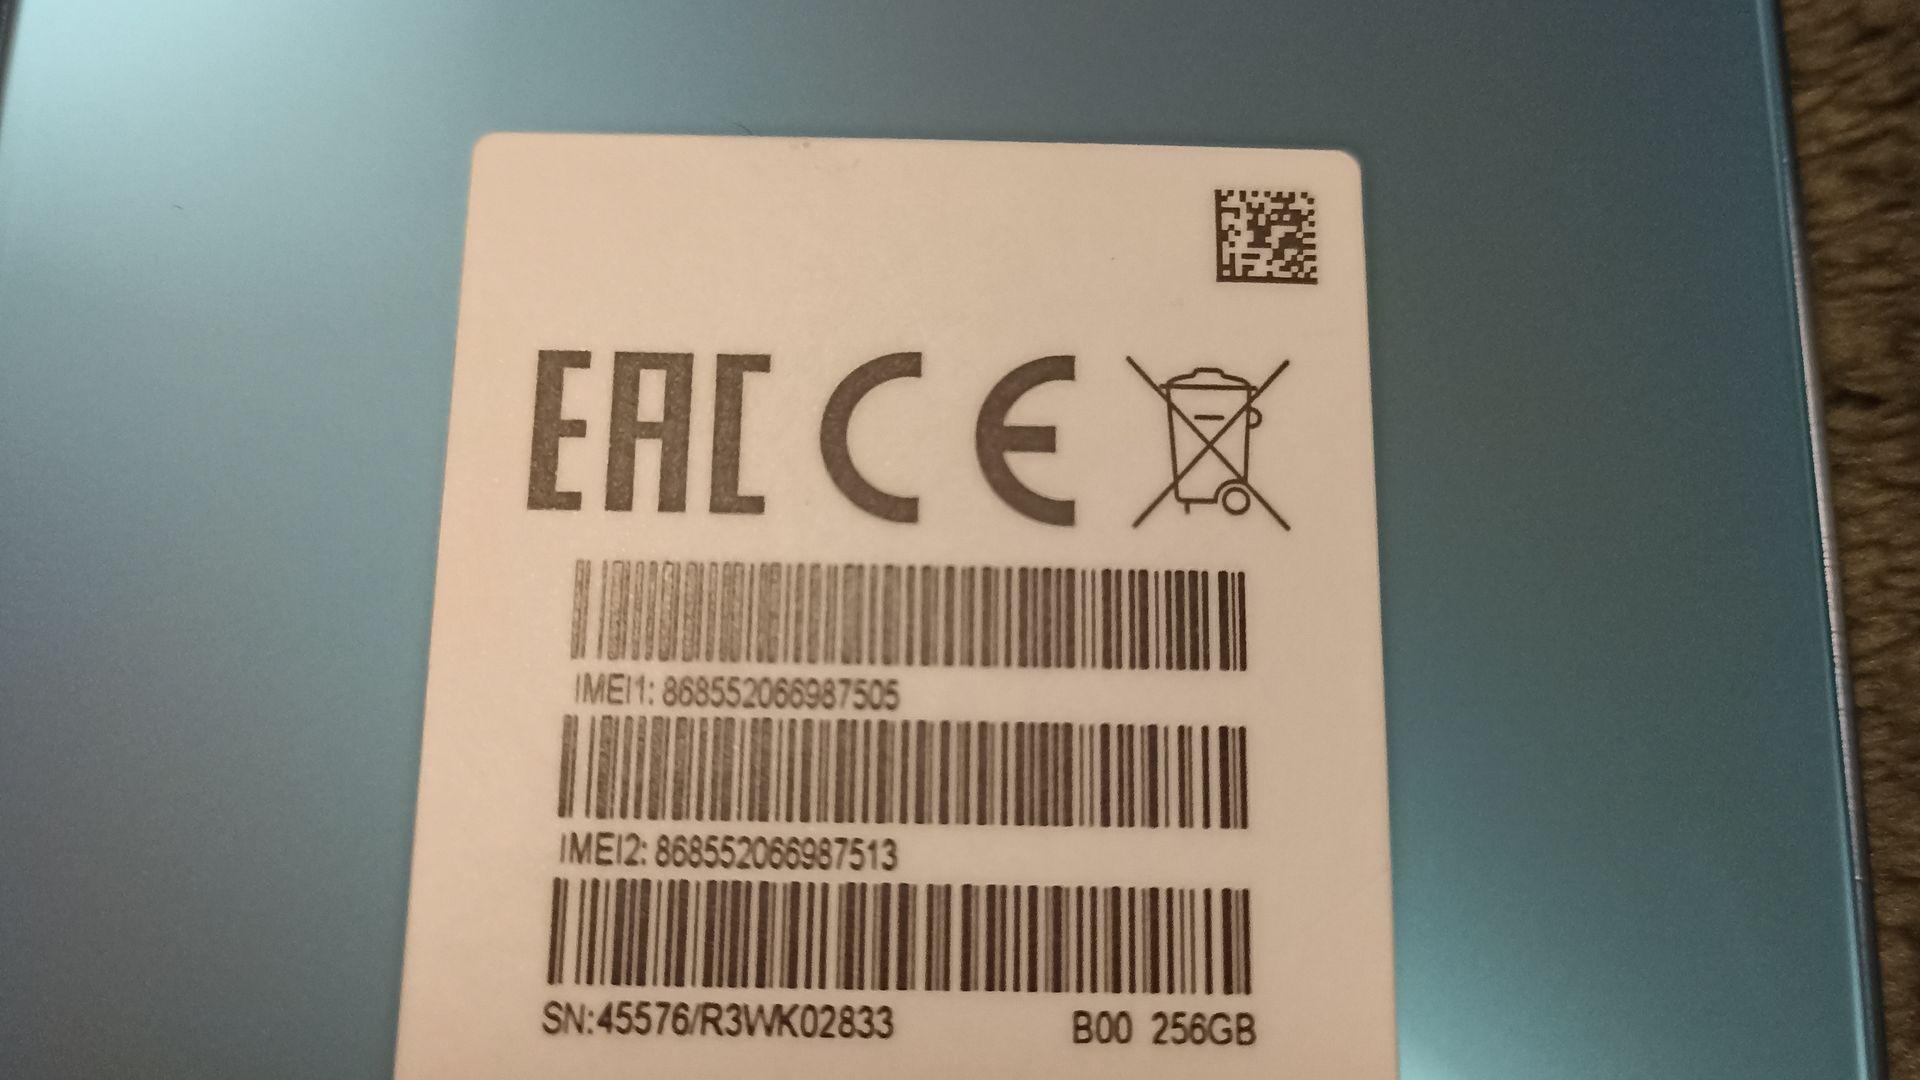 EAC CE
IMEI1: 868552066987505
IMEI2: 868552066987513
SN:45576/R3WK02833 B00 256GB